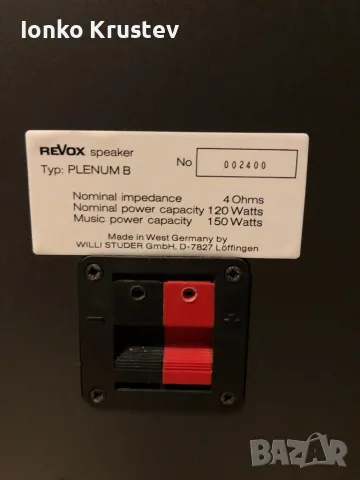 Ionko Krustev
REVOX speaker
Typ: PLENUM B
No 002400
Nominal impedance 4 Ohms
Nominal power capacity 120 Watts
Music power capacity 150 Watts
Made in West Germany by
WILLI STUDER GmbH, D-7827 Löffingen
BAZAR